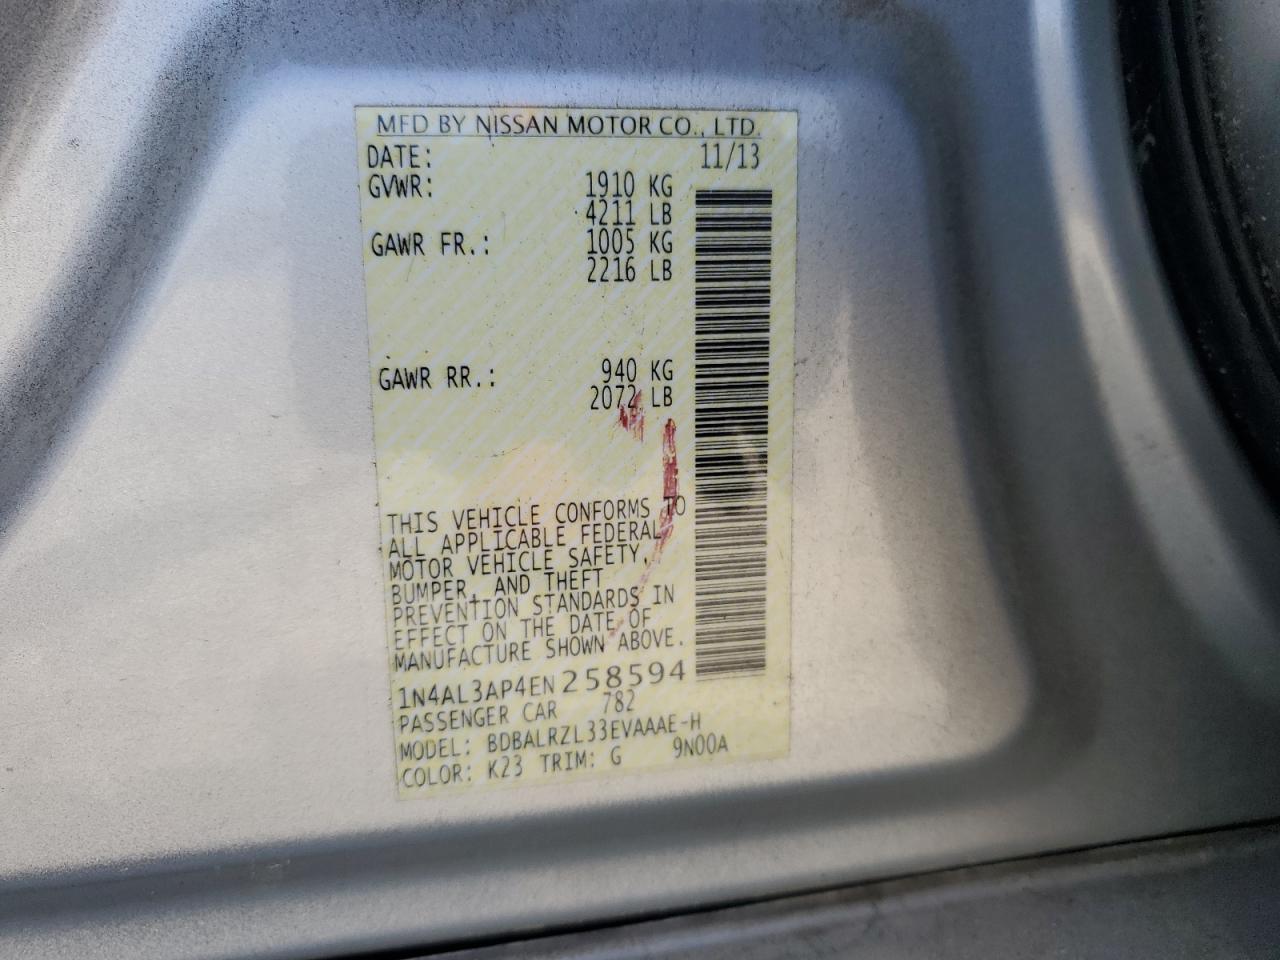 MFD BY NISSAN MOTOR CO., LTD.
DATE: 11/13
GVWR: 1910 KG
4211 LB
GAWR FR.: 1005 KG
2216 LB
GAWR RR.: 940 KG
2072 LB
THIS VEHICLE CONFORMS TO
ALL APPLICABLE FEDERAL
MOTOR VEHICLE SAFETY,
BUMPER, AND THEFT
PREVENTION STANDARDS IN
EFFECT ON THE DATE OF
MANUFACTURE SHOWN ABOVE.
1N4AL3AP4EN258594
PASSENGER CAR 782
MODEL: BDBALRZL33EVAAAE-H
COLOR: K23 TRIM: G 9N00A